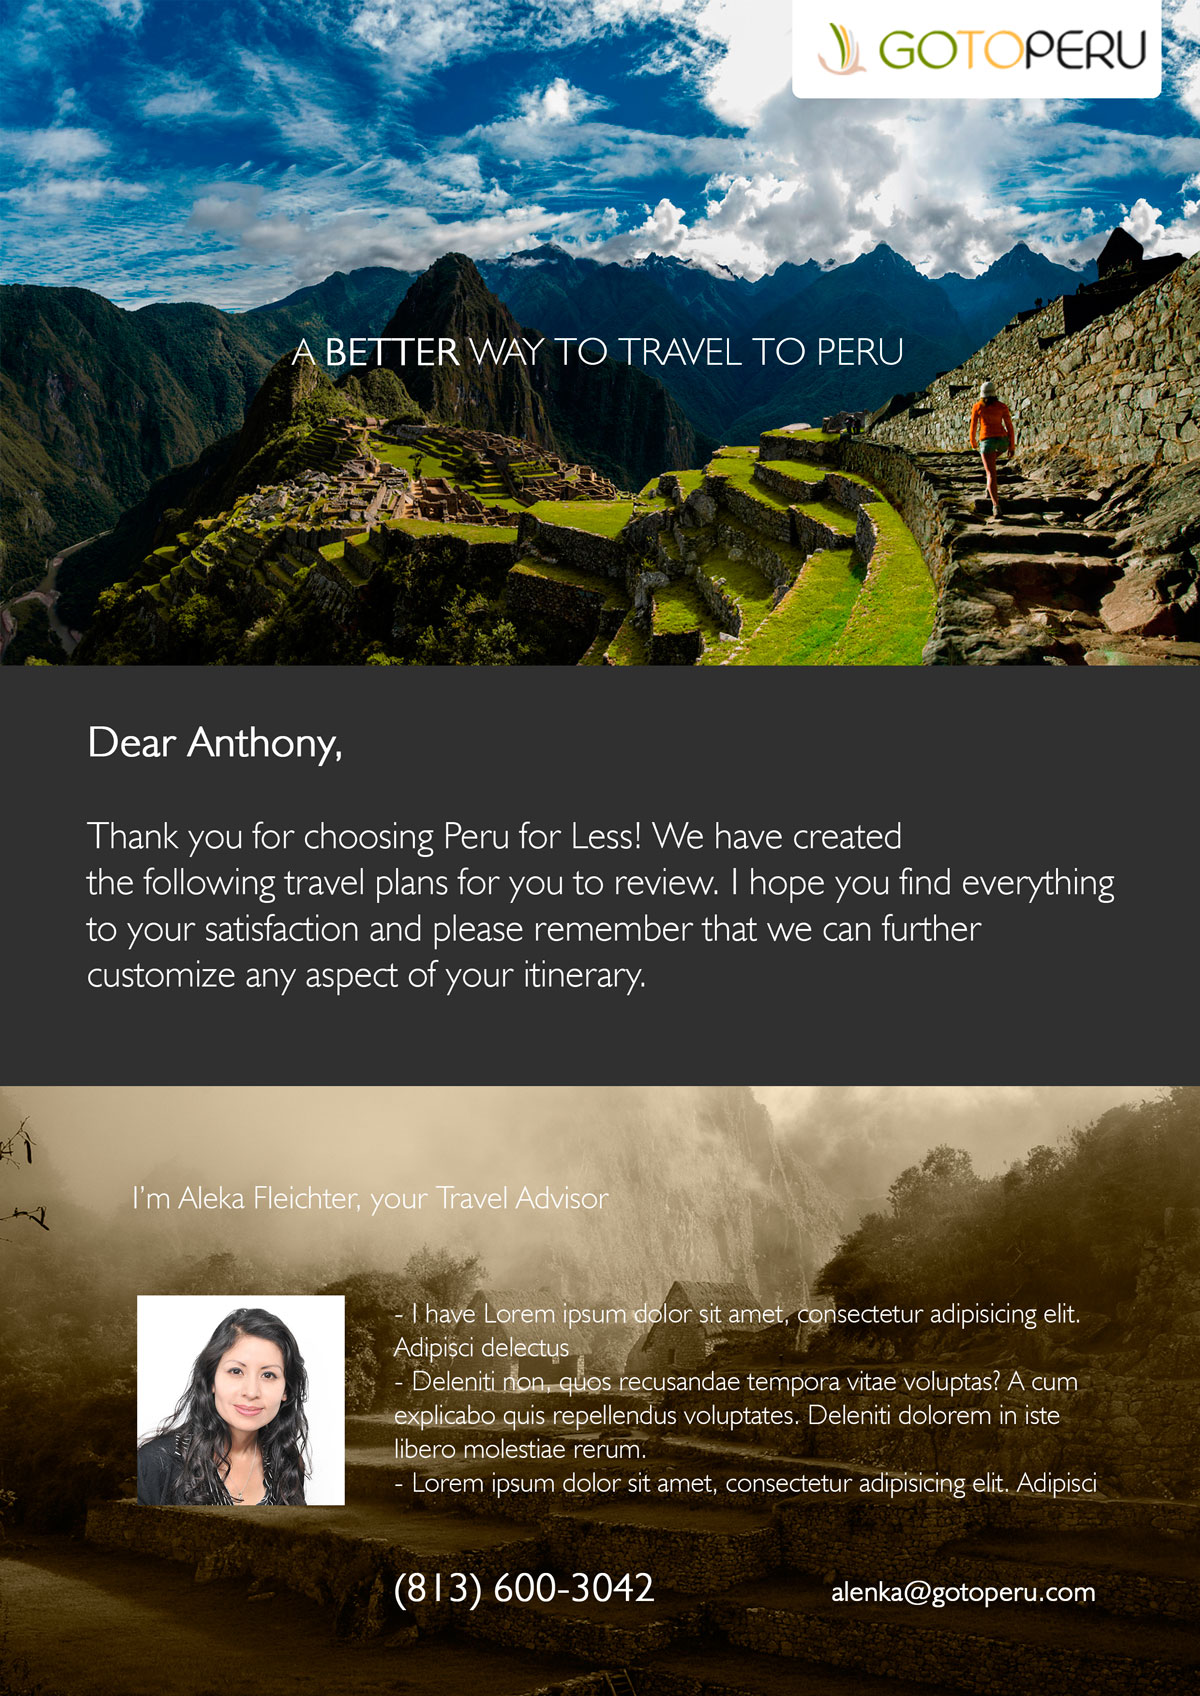 GOTOPERU
A BETTER WAY TO TRAVEL TO PERU
Dear Anthony,
Thank you for choosing Peru for Less! We have created
the following travel plans for you to review. I hope you find everything
to your satisfaction and please remember that we can further
customize any aspect of your itinerary.
I'm Aleka Fleichter, your Travel Advisor
- I have Lorem ipsum dolor sit amet, consectetur adipisicing elit.
Adipisci delectus
- Deleniti non, quos recusandae tempora vitae voluptas? A cum
explicabo quis repellendus voluptates. Deleniti dolorem in iste
libero molestiae rerum.
- Lorem ipsum dolor sit amet, consectetur adipisicing elit. Adipisci
(813) 600-3042
alenka@gotoperu.com